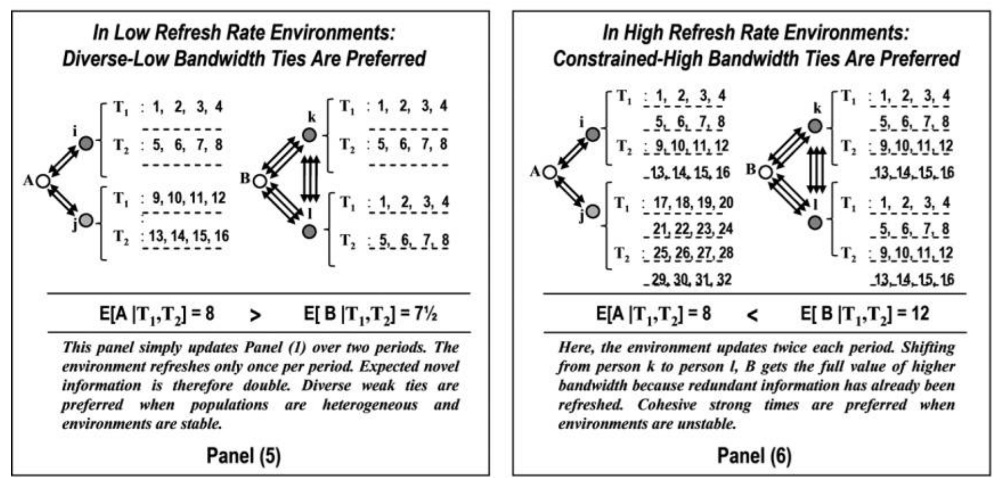 In Low Refresh Rate Environments:
Diverse-Low Bandwidth Ties Are Preferred
A
i
T1 : 1, 2, 3, 4
T2 : 5, 6, 7, 8
j
T1 : 9, 10, 11, 12
:
T2 : 13, 14, 15, 16
B
k
T1 : 1, 2, 3, 4
T2 : 5, 6, 7, 8
l
T1 : 1, 2, 3, 4
T2 : 5, 6, 7, 8
E[A |T1,T2] = 8 > E[ B |T1,T2] = 7½
This panel simply updates Panel (1) over two periods. The
environment refreshes only once per period. Expected novel
information is therefore double. Diverse weak ties are
preferred when populations are heterogeneous and
environments are stable.
Panel (5)
In High Refresh Rate Environments:
Constrained-High Bandwidth Ties Are Preferred
A
i
T1 : 1, 2, 3, 4
5, 6, 7, 8
T2 : 9, 10, 11, 12
13, 14, 15, 16
j
T1 : 17, 18, 19, 20
21, 22, 23, 24
T2 : 25, 26, 27, 28
29, 30, 31, 32
B
k
T1 : 1, 2, 3, 4
5, 6, 7, 8
T2 : 9, 10, 11, 12
13, 14, 15, 16
l
T1 : 1, 2, 3, 4
5, 6, 7, 8
T2 : 9, 10, 11, 12
13, 14, 15, 16
E[A |T1,T2] = 8 < E[ B |T1,T2] = 12
Here, the environment updates twice each period. Shifting
from person k to person l, B gets the full value of higher
bandwidth because redundant information has already been
refreshed. Cohesive strong times are preferred when
environments are unstable.
Panel (6)